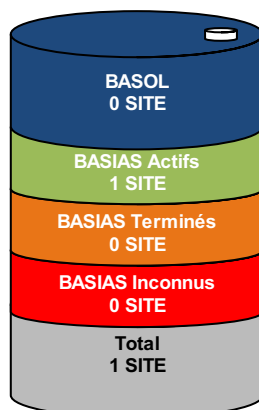 BASOL
0 SITE
BASIAS Actifs
1 SITE
BASIAS Terminés
0 SITE
BASIAS Inconnus
0 SITE
Total
1 SITE